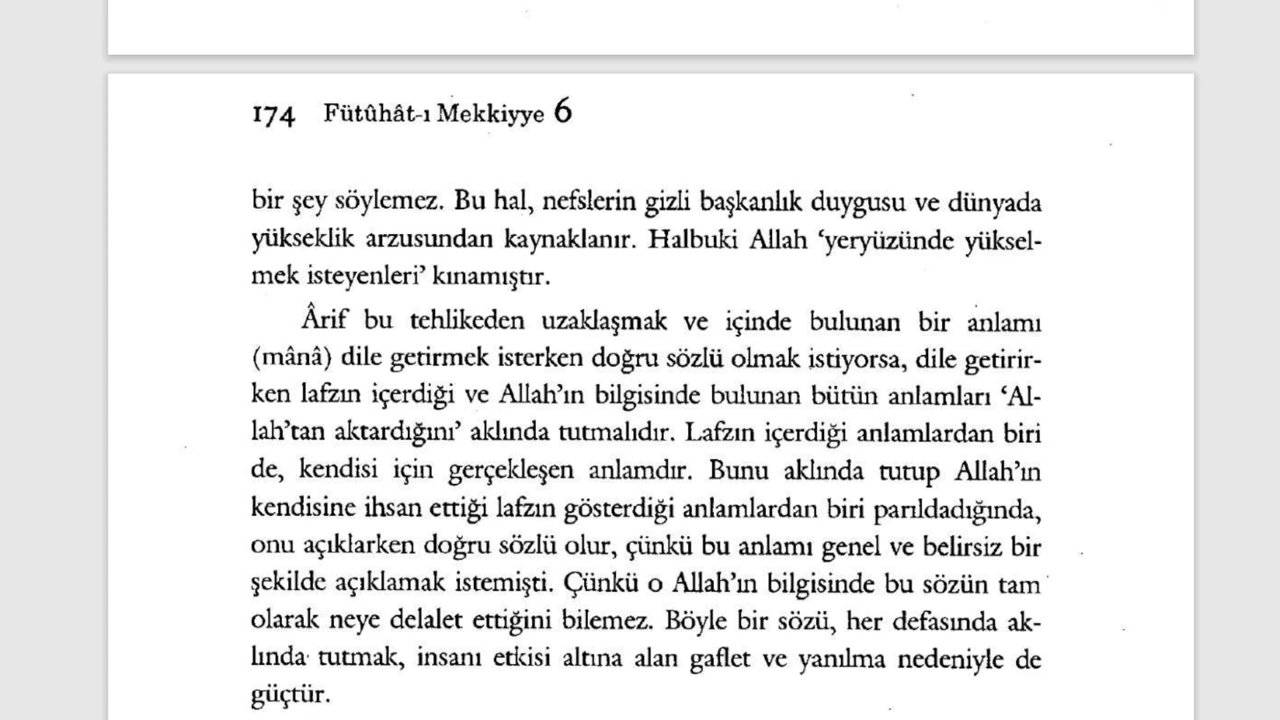 174 Fütûhât-ı Mekkiyye 6
bir şey söylemez. Bu hal, nefslerin gizli başkanlık duygusu ve dünyada
yükseklik arzusundan kaynaklanır. Halbuki Allah ‘yeryüzünde yüksel-
mek isteyenleri’ kınamıştır.
Ârif bu tehlikeden uzaklaşmak ve içinde bulunan bir anlamı
(mânâ) dile getirmek isterken doğru sözlü olmak istiyorsa, dile getirir-
ken lafzın içerdiği ve Allah’ın bilgisinde bulunan bütün anlamları ‘Al-
lah’tan aktardığını’ aklında tutmalıdır. Lafzın içerdiği anlamlardan biri
de, kendisi için gerçekleşen anlamdır. Bunu aklında tutup Allah’ın
kendisine ihsan ettiği lafzın gösterdiği anlamlardan biri parıldadığında,
onu açıklarken doğru sözlü olur, çünkü bu anlamı genel ve belirsiz bir
şekilde açıklamak istemişti. Çünkü o Allah’ın bilgisinde bu sözün tam
olarak neye delalet ettiğini bilemez. Böyle bir sözü, her defasında ak-
lında tutmak, insanı etkisi altına alan gaflet ve yanılma nedeniyle de
güçtür.